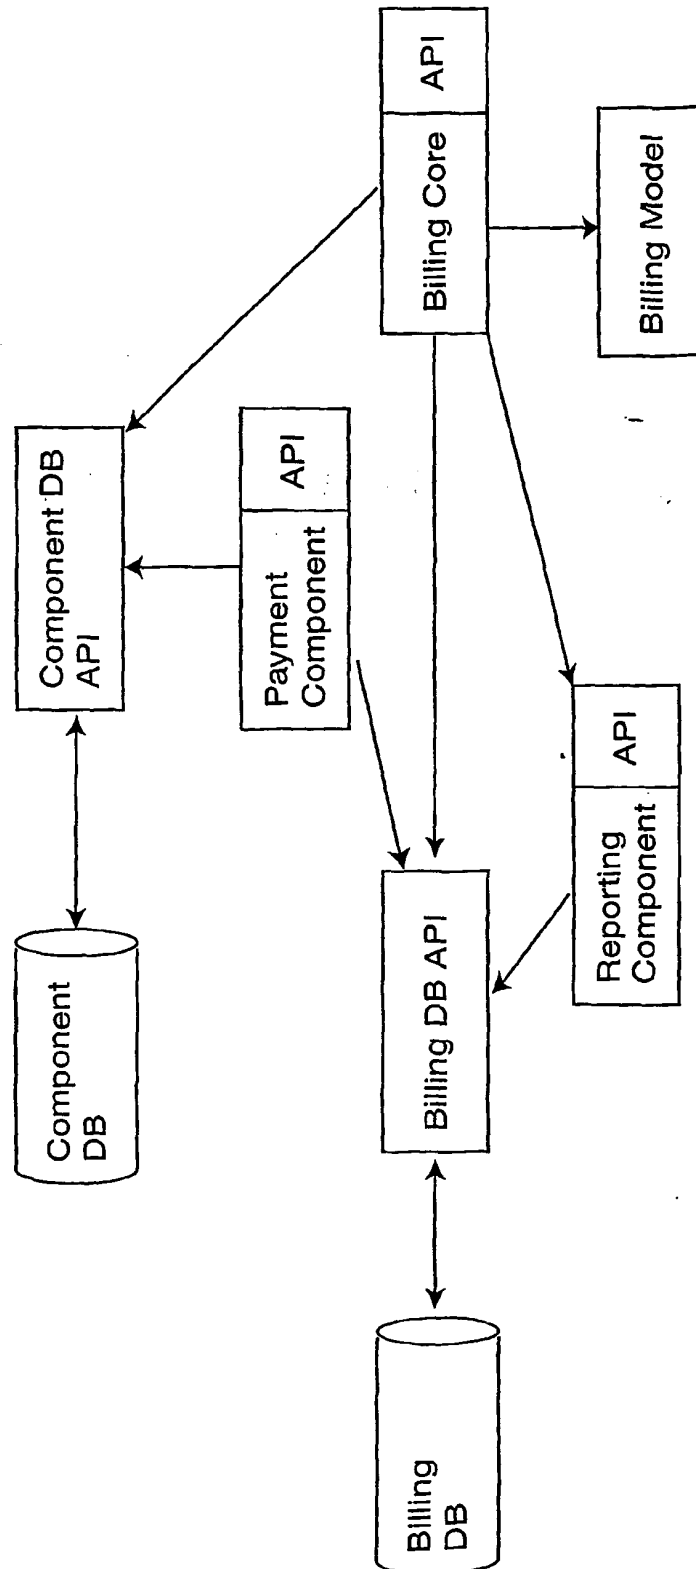 Component
DB
Component DB
API
Payment
Component
API
Billing
DB
Billing DB API
Billing Core
API
Reporting
Component
API
Billing Model